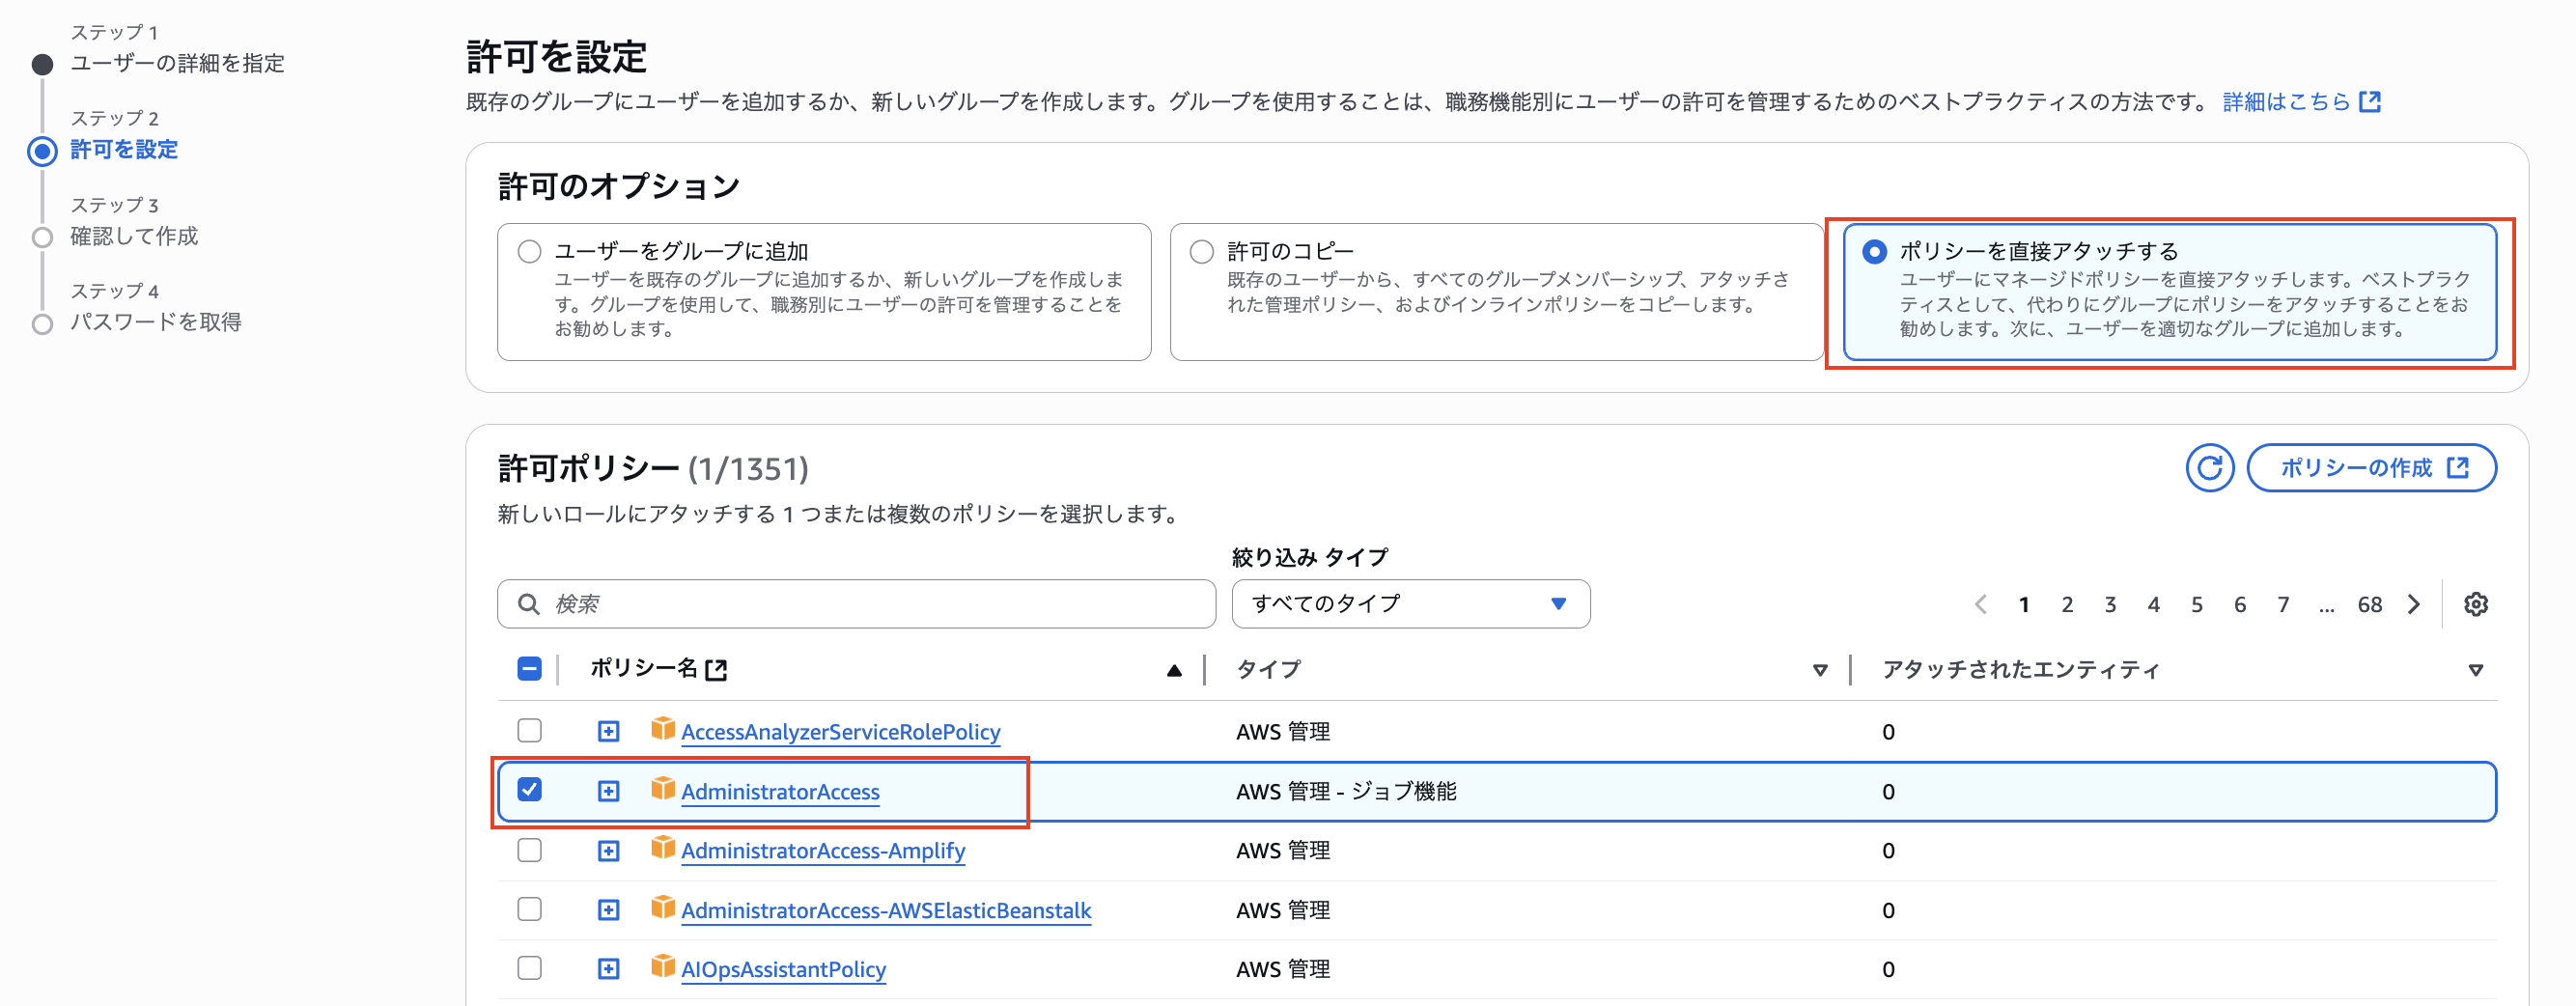 ステップ 1
ユーザーの詳細を指定
ステップ 2
許可を設定
ステップ 3
確認して作成
ステップ 4
パスワードを取得
許可を設定
既存のグループにユーザーを追加するか、新しいグループを作成します。グループを使用することは、職務機能別にユーザーの許可を管理するためのベストプラクティスの方法です。 詳細はこちら
許可のオプション
ユーザーをグループに追加
ユーザーを既存のグループに追加するか、新しいグループを作成しま
す。グループを使用して、職務別にユーザーの許可を管理することを
お勧めします。
許可のコピー
既存のユーザーから、すべてのグループメンバーシップ、アタッチさ
れた管理ポリシー、およびインラインポリシーをコピーします。
ポリシーを直接アタッチする
ユーザーにマネージドポリシーを直接アタッチします。ベストプラク
ティスとして、代わりにグループにポリシーをアタッチすることをお
勧めします。次に、ユーザーを適切なグループに追加します。
許可ポリシー (1/1351)
ポリシーの作成
新しいロールにアタッチする 1 つまたは複数のポリシーを選択します。
絞り込み タイプ
検索
すべてのタイプ
1 2 3 4 5 6 7 ... 68
ポリシー名 タイプ アタッチされたエンティティ
AccessAnalyzerServiceRolePolicy AWS 管理 0
AdministratorAccess AWS 管理 - ジョブ機能 0
AdministratorAccess-Amplify AWS 管理 0
AdministratorAccess-AWSElasticBeanstalk AWS 管理 0
AIOpsAssistantPolicy AWS 管理 0